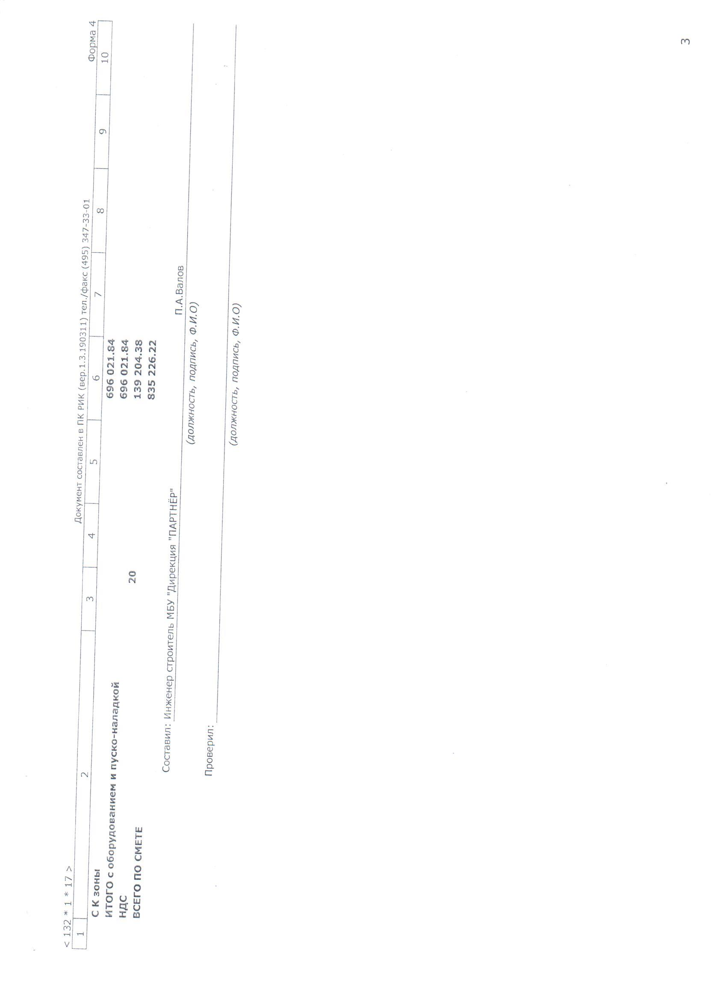 < 132 * 1 * 17 >
Документ составлен в ПК РИК (вер.1.3.190311) тел./факс (495) 347-33-01
Форма 4
1 2 3 4 5 6 7 8 9 10
С К зоны 696 021.84
ИТОГО с оборудованием и пуско-наладкой 696 021.84
НДС 20 139 204.38
ВСЕГО ПО СМЕТЕ 835 226.22
Составил: Инженер строитель МБУ "Дирекция "ПАРТНЁР" П.А.Валов
(должность, подпись, Ф.И.О)
Проверил:
(должность, подпись, Ф.И.О)
3